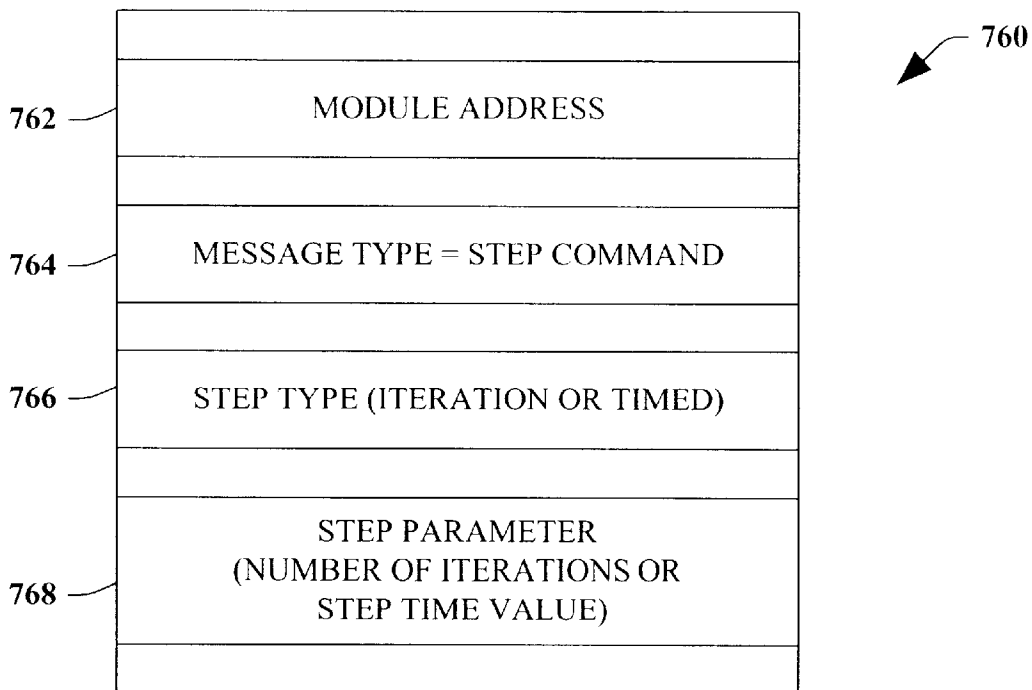 760
762
MODULE ADDRESS
764
MESSAGE TYPE = STEP COMMAND
766
STEP TYPE (ITERATION OR TIMED)
768
STEP PARAMETER
(NUMBER OF ITERATIONS OR
STEP TIME VALUE)